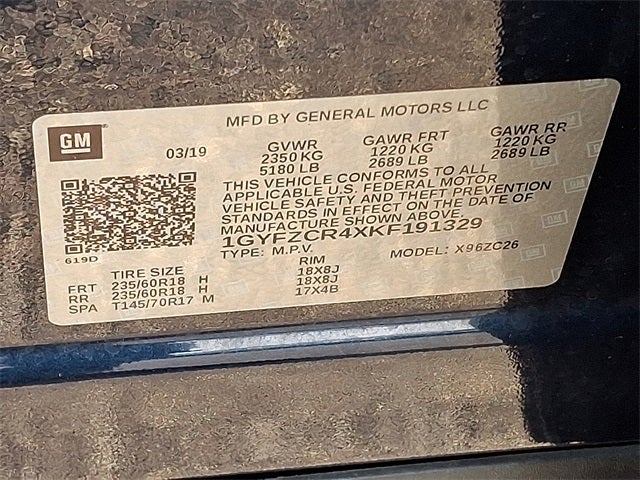 MFD BY GENERAL MOTORS LLC
GM
03/19
GVWR GAWR FRT GAWR RR
2350 KG 1220 KG 1220 KG
5180 LB 2689 LB 2689 LB
THIS VEHICLE CONFORMS TO ALL
APPLICABLE U.S. FEDERAL MOTOR
VEHICLE SAFETY AND THEFT PREVENTION
STANDARDS IN EFFECT ON THE DATE OF
MANUFACTURE SHOWN ABOVE.
1GYFZCR4XKF191329
TYPE: M.P.V. MODEL: X96ZC26
619D
TIRE SIZE RIM
FRT 235/60R18 H 18X8J
RR 235/60R18 H 18X8J
SPA T145/70R17 M 17X4B